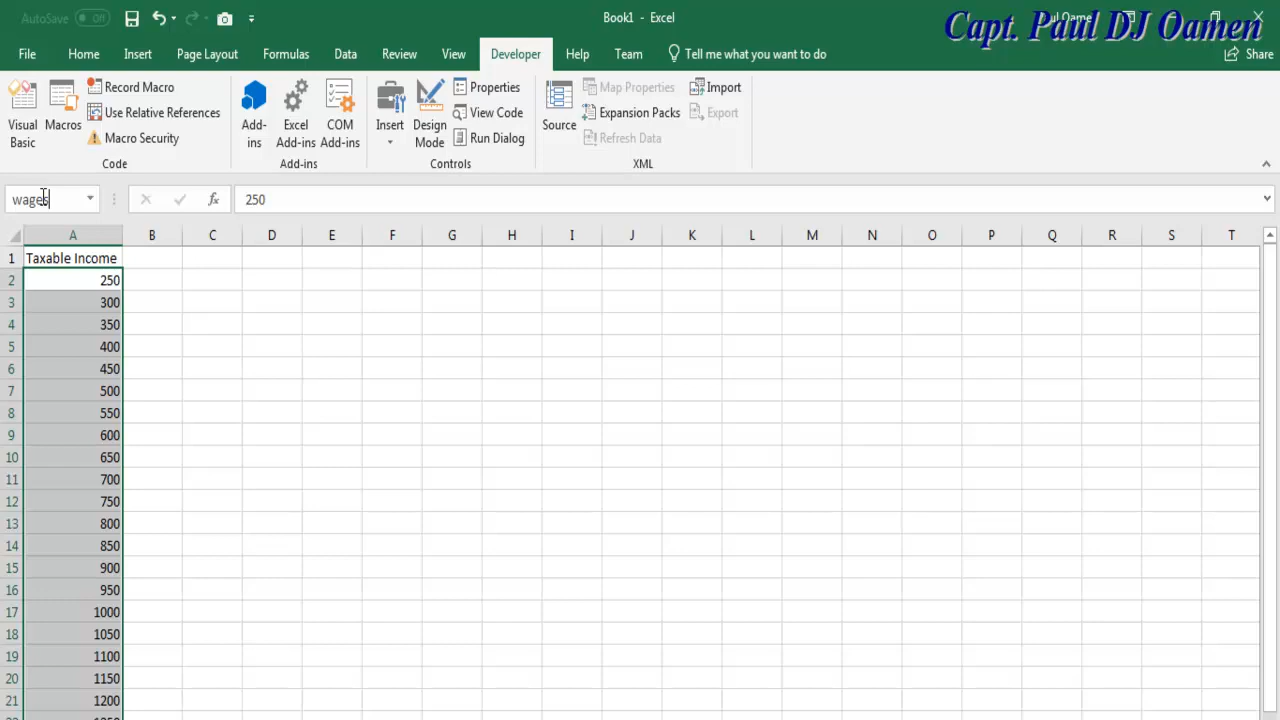 AutoSave Off
Book1 - Excel
Capt. Paul DJ Oamen
File Home Insert Page Layout Formulas Data Review View Developer Help Team Tell me what you want to do Share
Visual Basic
Macros
Record Macro
Use Relative References
Macro Security
Code
Add-ins
Excel Add-ins
COM Add-ins
Add-ins
Insert
Design Mode
Properties
View Code
Run Dialog
Controls
Source
Map Properties
Expansion Packs
Refresh Data
Import
Export
XML
wages fx 250
A B C D E F G H I J K L M N O P Q R S T
1 Taxable Income
2 250
3 300
4 350
5 400
6 450
7 500
8 550
9 600
10 650
11 700
12 750
13 800
14 850
15 900
16 950
17 1000
18 1050
19 1100
20 1150
21 1200